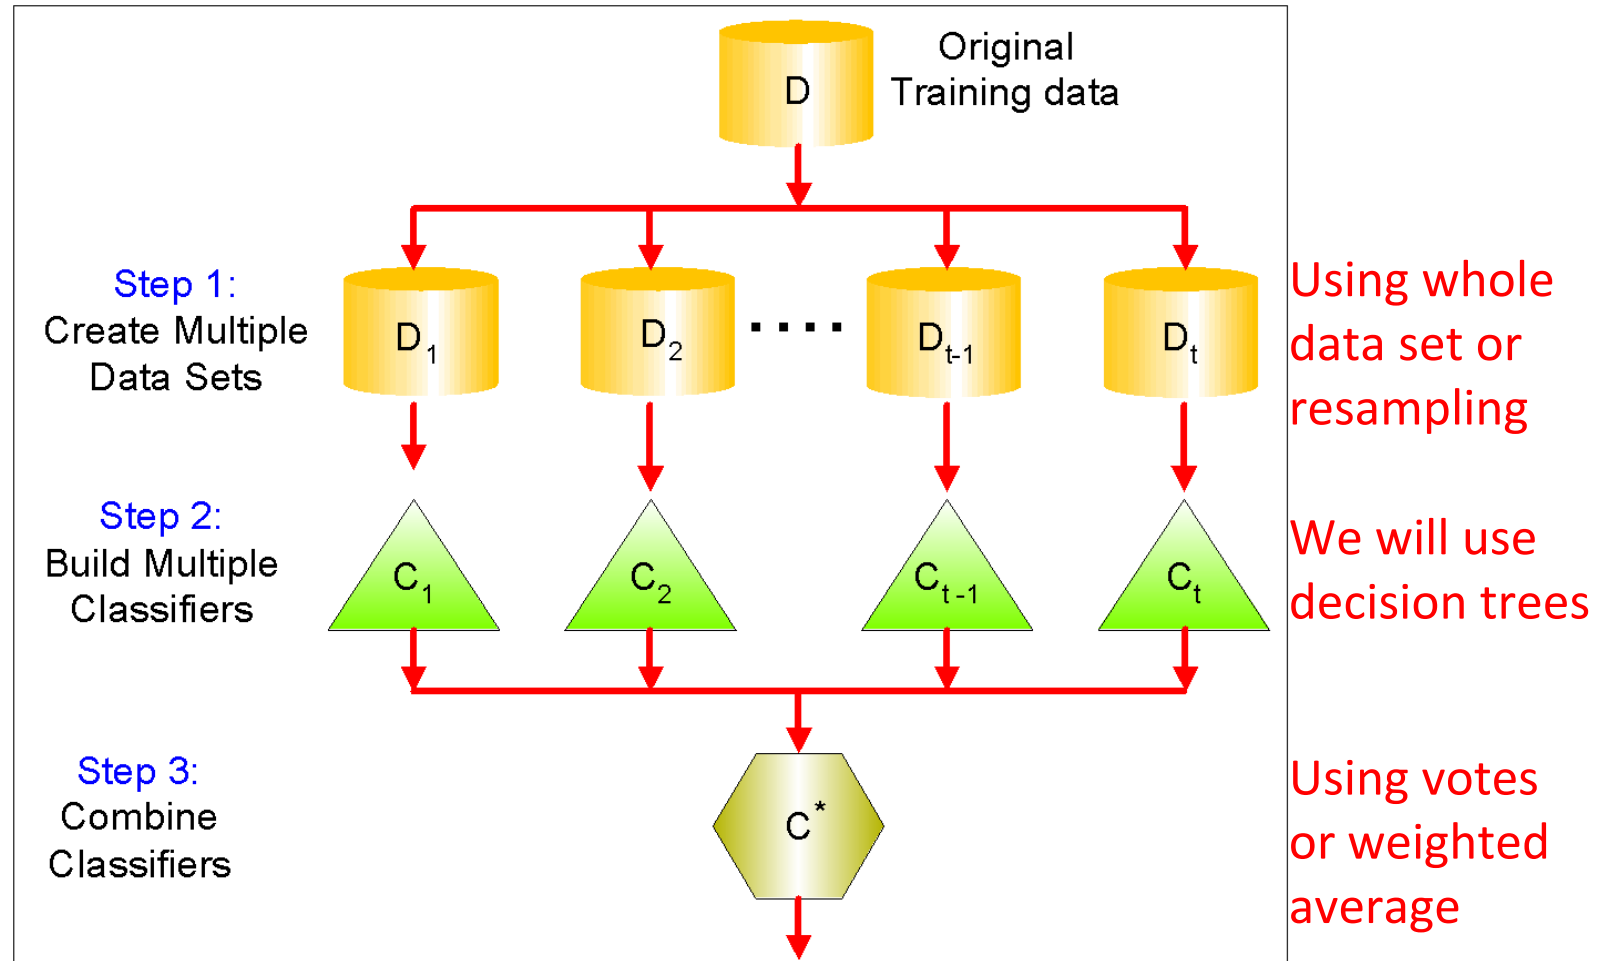 Original
Training data
D
Step 1:
Create Multiple
Data Sets
D1
D2
....
Dt-1
Dt
Using whole
data set or
resampling
Step 2:
Build Multiple
Classifiers
C1
C2
Ct-1
Ct
We will use
decision trees
Step 3:
Combine
Classifiers
C*
Using votes
or weighted
average